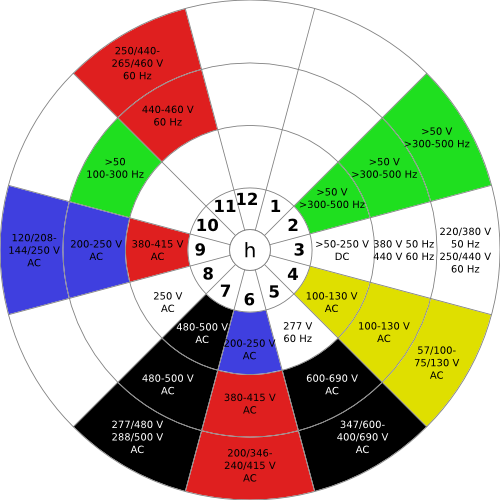 250/440-
265/460 V
60 Hz
440-460 V
60 Hz
>50
100-300 Hz
>50 V
>300-500 Hz
>50 V
>300-500 Hz
>50 V
>300-500 Hz
12
1
2
3
4
5
6
7
8
9
10
11
h
120/208-
144/250 V
AC
200-250 V
AC
380-415 V
AC
>50-250 V
DC
380 V 50 Hz
440 V 60 Hz
220/380 V
50 Hz
250/440 V
60 Hz
250 V
AC
100-130 V
AC
100-130 V
AC
57/100-
75/130 V
AC
480-500 V
AC
200-250 V
AC
277 V
60 Hz
480-500 V
AC
380-415 V
AC
600-690 V
AC
277/480 V
288/500 V
AC
200/346-
240/415 V
AC
347/600-
400/690 V
AC